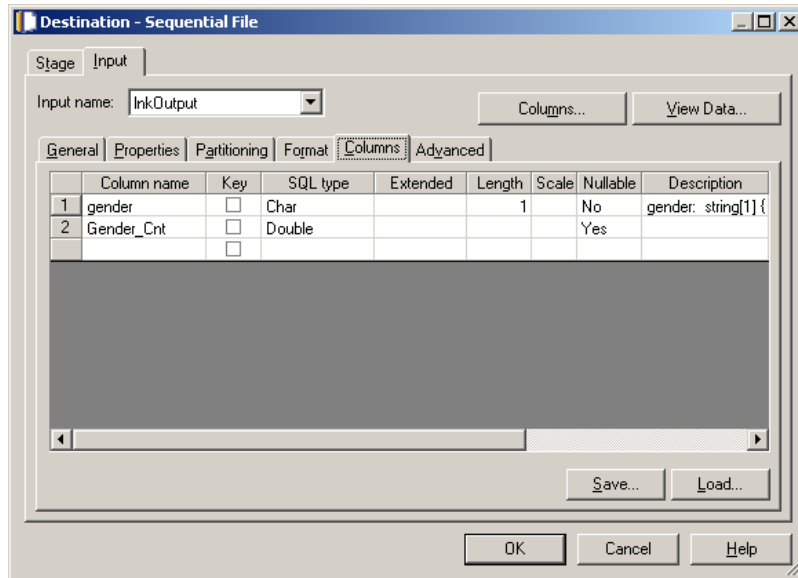 Destination - Sequential File
Stage Input
Input name: lnkOutput Columns... View Data...
General Properties Partitioning Format Columns Advanced
Column name Key SQL type Extended Length Scale Nullable Description
1 gender Char 1 No gender: string[1] {
2 Gender_Cnt Double Yes
Save... Load...
OK Cancel Help